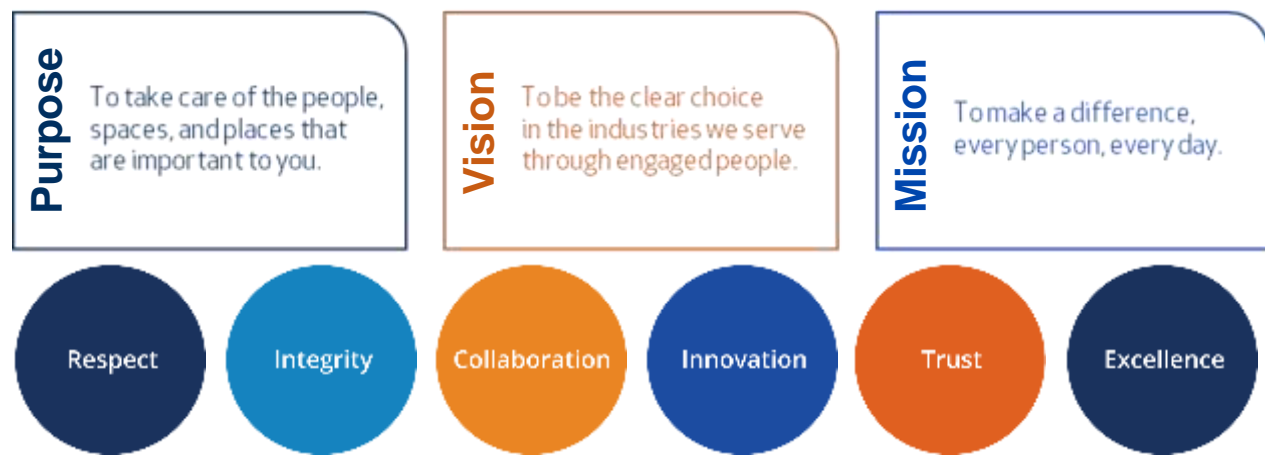 Purpose
To take care of the people,
spaces, and places that
are important to you.
Vision
To be the clear choice
in the industries we serve
through engaged people.
Mission
To make a difference,
every person, every day.
Respect
Integrity
Collaboration
Innovation
Trust
Excellence